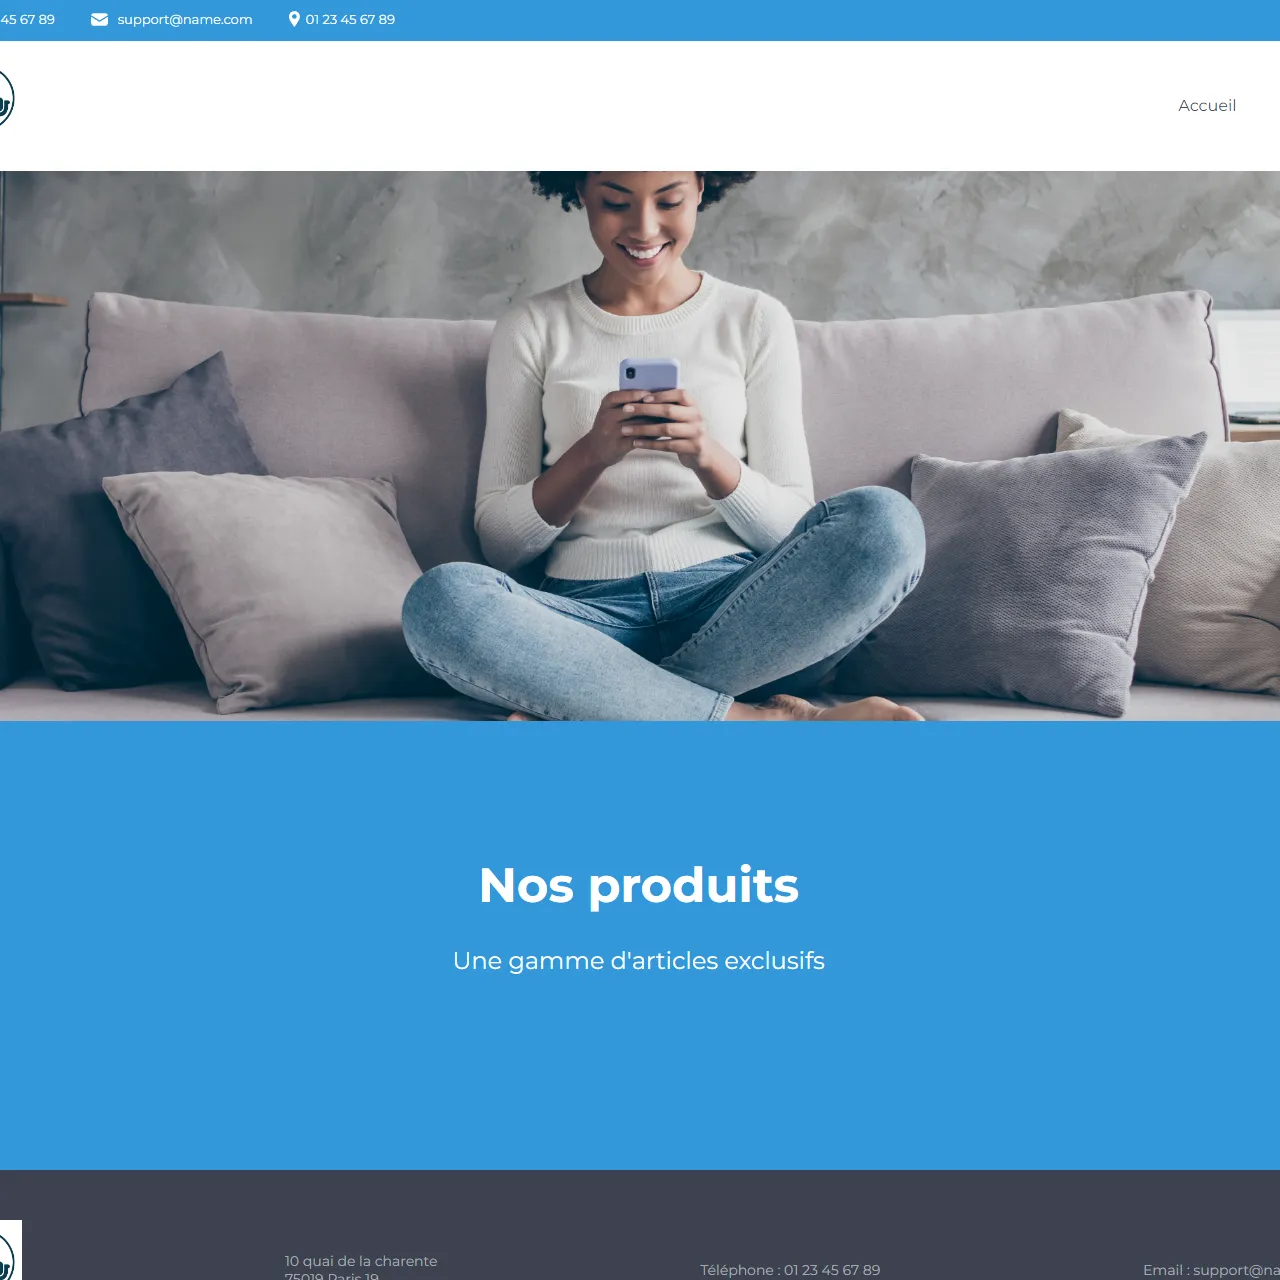 45 67 89 support@name.com 01 23 45 67 89
Accueil
Nos produits
Une gamme d'articles exclusifs
10 quai de la charente
75019 Paris 19
Téléphone : 01 23 45 67 89
Email : support@na